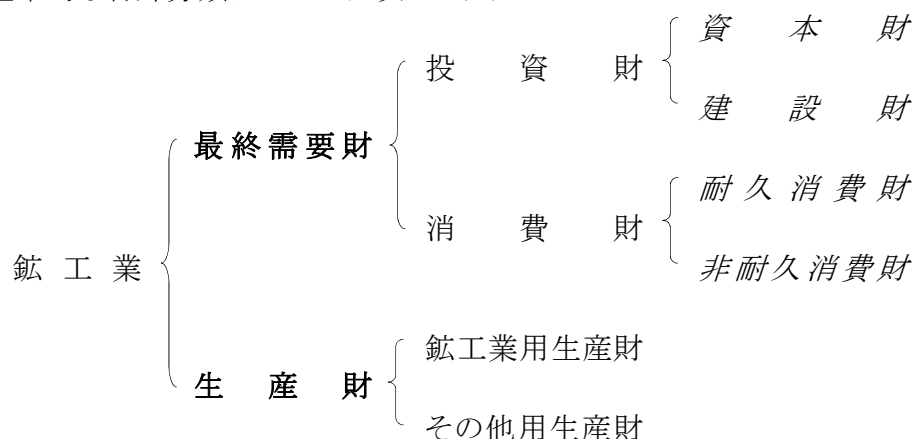 資本財
投資財
建設財
最終需要財
耐久消費財
消費財
鉱工業
非耐久消費財
鉱工業用生産財
生産財
その他用生産財